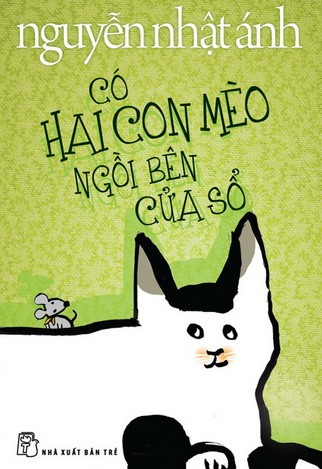 nguyễn nhật ánh
CÓ
HAI CON MÈO
NGỒI BÊN
CỬA SỔ
NHÀ XUẤT BẢN TRẺ